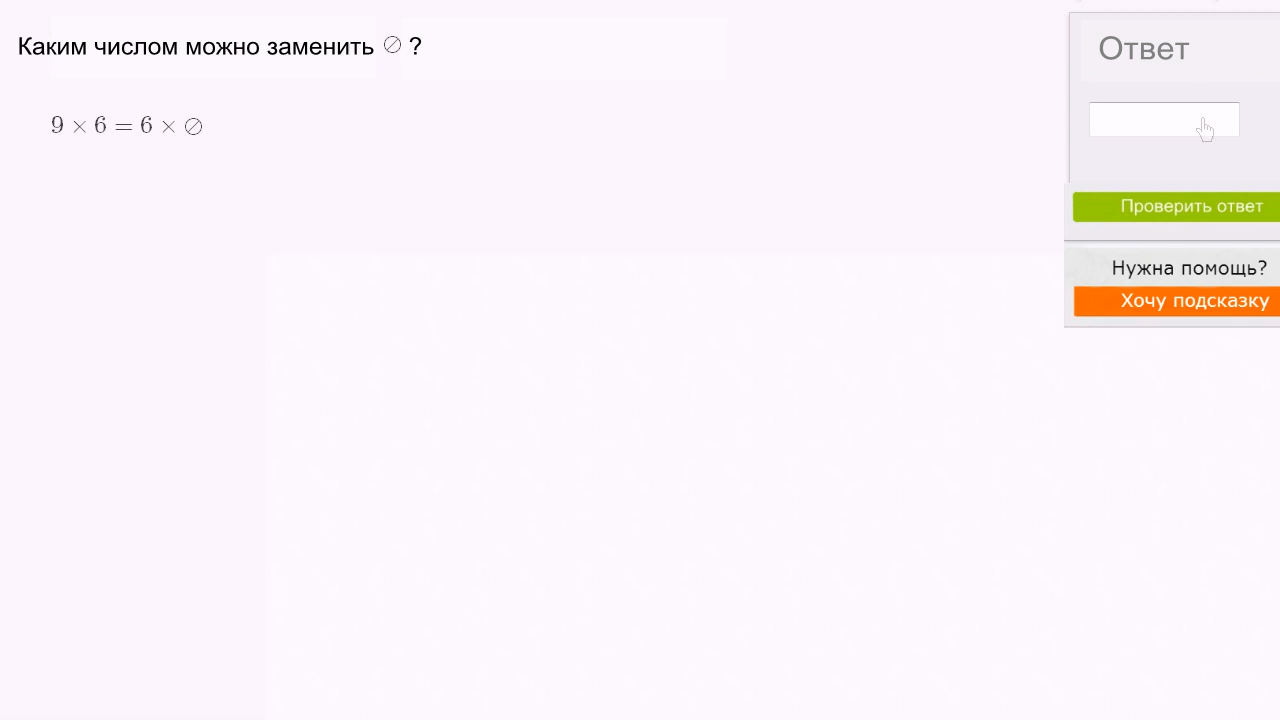 Каким числом можно заменить ⊘ ?
9 × 6 = 6 × ⊘
Ответ
Проверить ответ
Нужна помощь?
Хочу подсказку